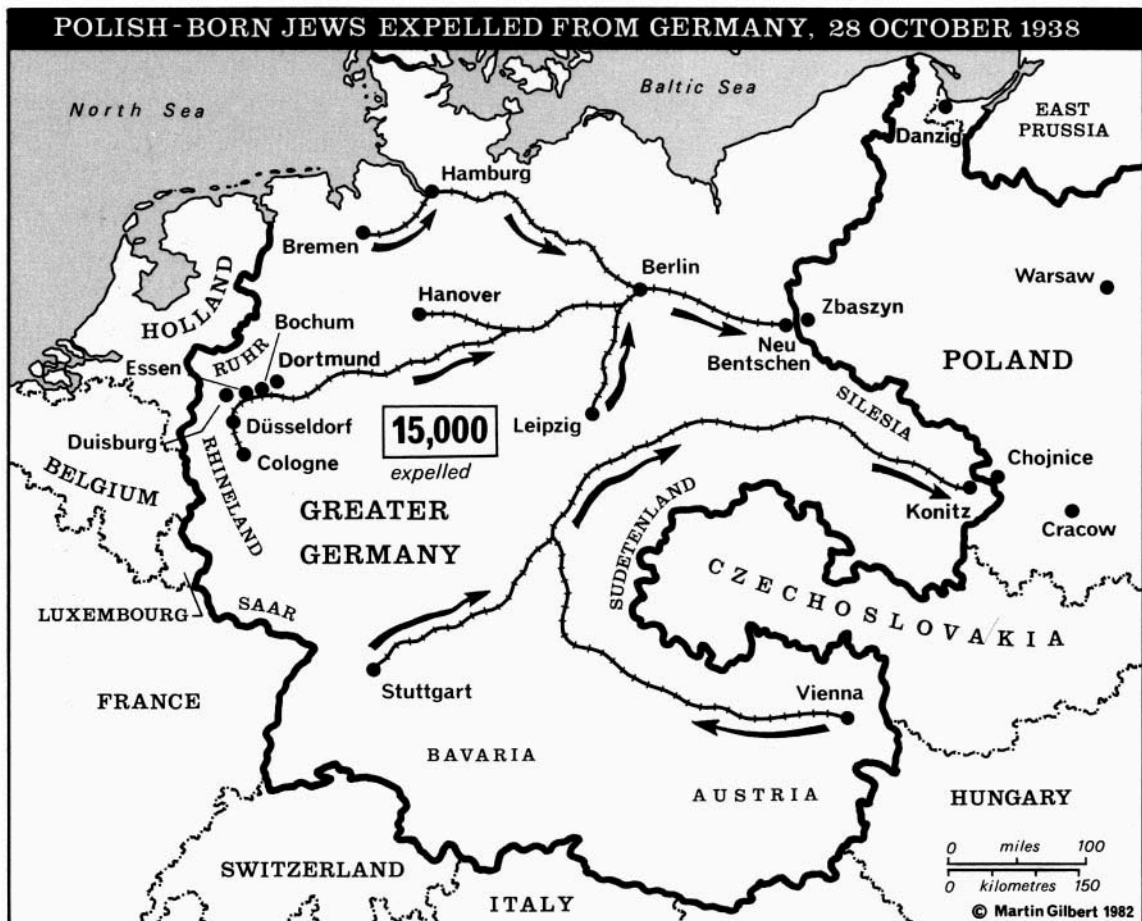 POLISH-BORN JEWS EXPELLED FROM GERMANY, 28 OCTOBER 1938
North Sea
Baltic Sea
EAST
PRUSSIA
Danzig
Hamburg
Bremen
Berlin
Warsaw
HOLLAND
Hanover
Zbaszyn
Bochum
Neu
Bentschen
RUHR
Essen
Dortmund
POLAND
SILESIA
Düsseldorf
15,000
expelled
Leipzig
Duisburg
Cologne
Chojnice
BELGIUM
RHINELAND
GREATER
GERMANY
SUDETENLAND
Konitz
Cracow
CZECHOSLOVAKIA
LUXEMBOURG
SAAR
FRANCE
Stuttgart
Vienna
BAVARIA
AUSTRIA
HUNGARY
SWITZERLAND
ITALY
0 miles 100
0 kilometres 150
© Martin Gilbert 1982